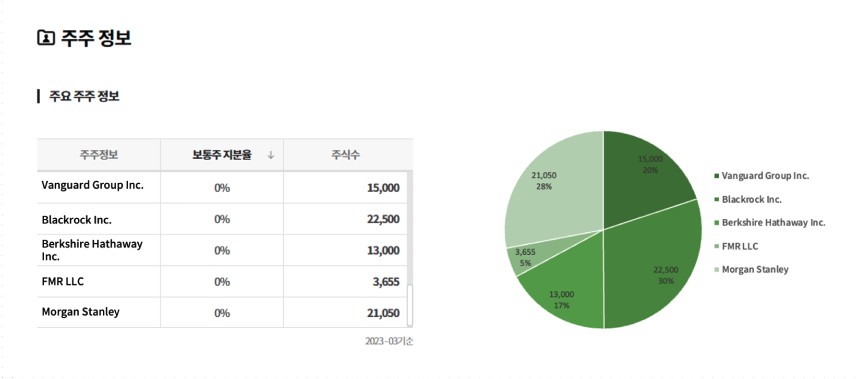 주주 정보
주요 주주 정보
주주정보 보통주 지분율 ↓ 주식수
Vanguard Group Inc. 0% 15,000
Blackrock Inc. 0% 22,500
Berkshire Hathaway
Inc. 0% 13,000
FMR LLC 0% 3,655
Morgan Stanley 0% 21,050
2023-03기준
15,000
20%
22,500
30%
13,000
17%
3,655
5%
21,050
28%
Vanguard Group Inc.
Blackrock Inc.
Berkshire Hathaway Inc.
FMR LLC
Morgan Stanley